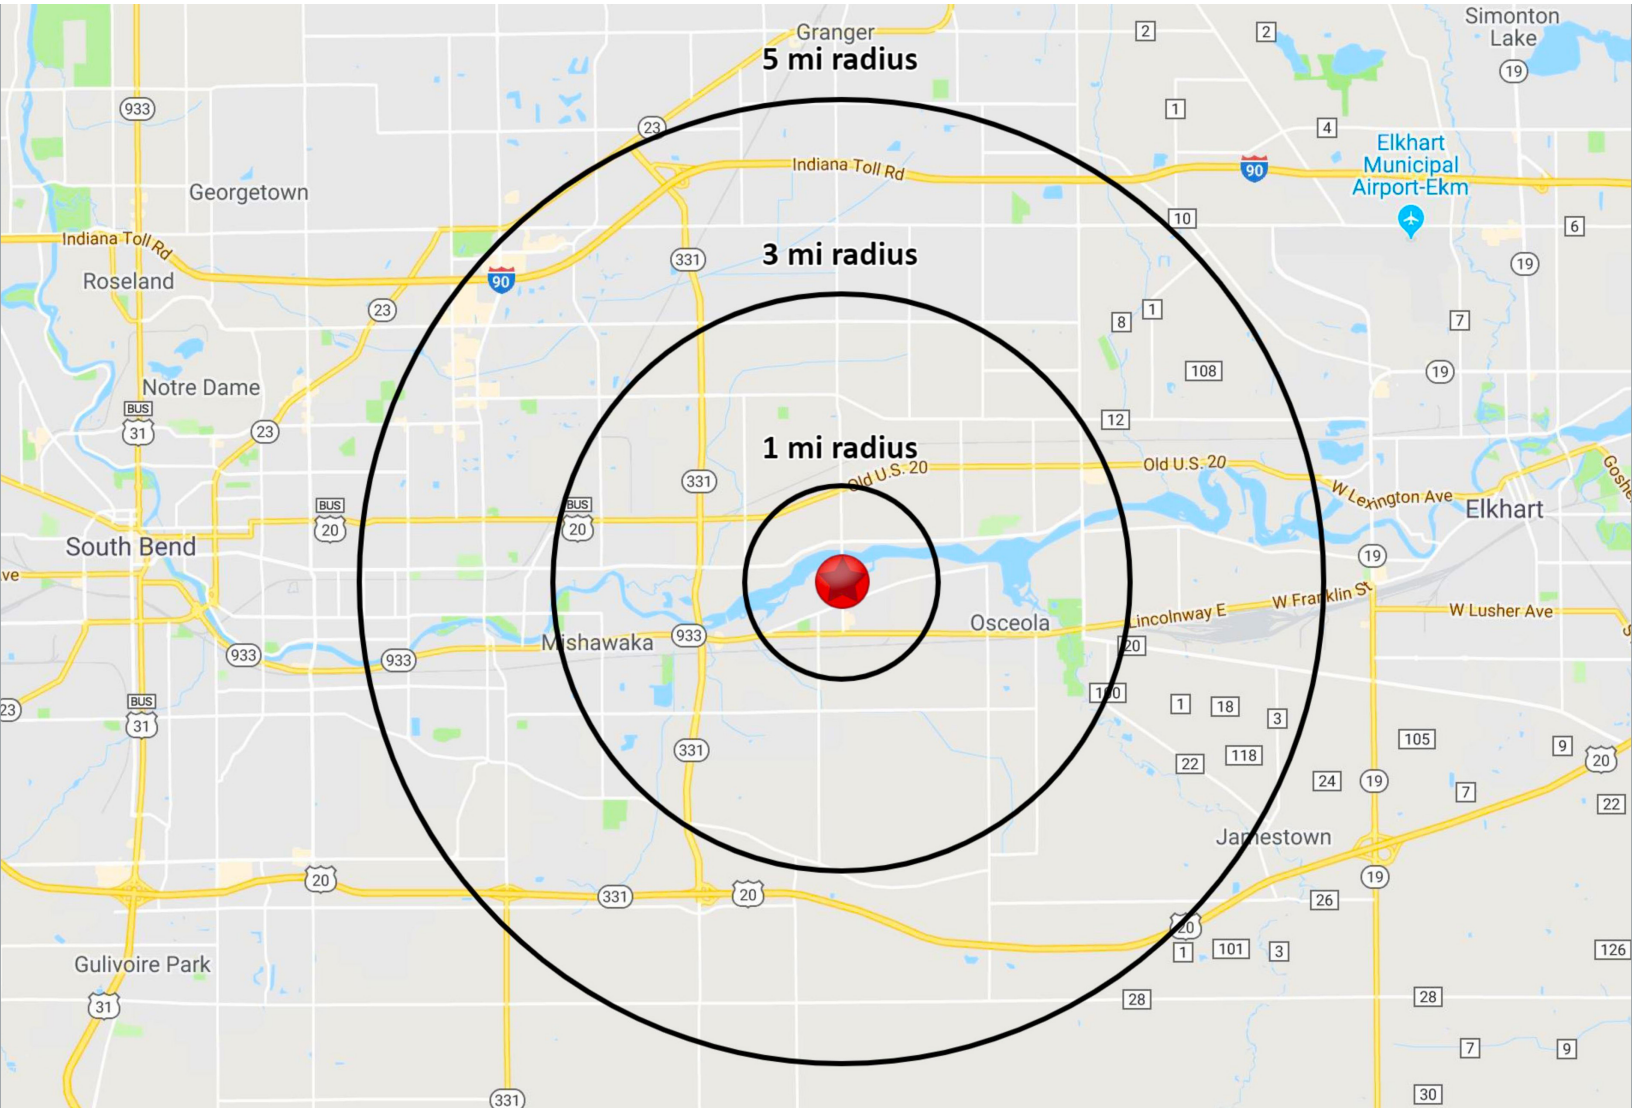 Simonton
Lake
Granger
2
2
5 mi radius
19
933
1
23
4
Elkhart
Municipal
Airport-Ekm
Indiana Toll Rd
90
Georgetown
10
6
Indiana Toll Rd
3 mi radius
331
19
Roseland
90
23
1
8
7
108
19
Notre Dame
BUS
31
12
23
1 mi radius
Old U.S. 20
Old U.S. 20
331
W Lexington Ave
BUS
20
BUS
20
Elkhart
South Bend
19
ve
W Franklin St
Lincolnway E
W Lusher Ave
Osceola
933
Mishawaka
20
933
933
100
BUS
31
23
1
18
3
105
9
331
118
22
20
24
19
7
22
Jamestown
20
331
20
19
26
20
1
101
3
126
Gulivoire Park
28
28
31
7
9
30
331